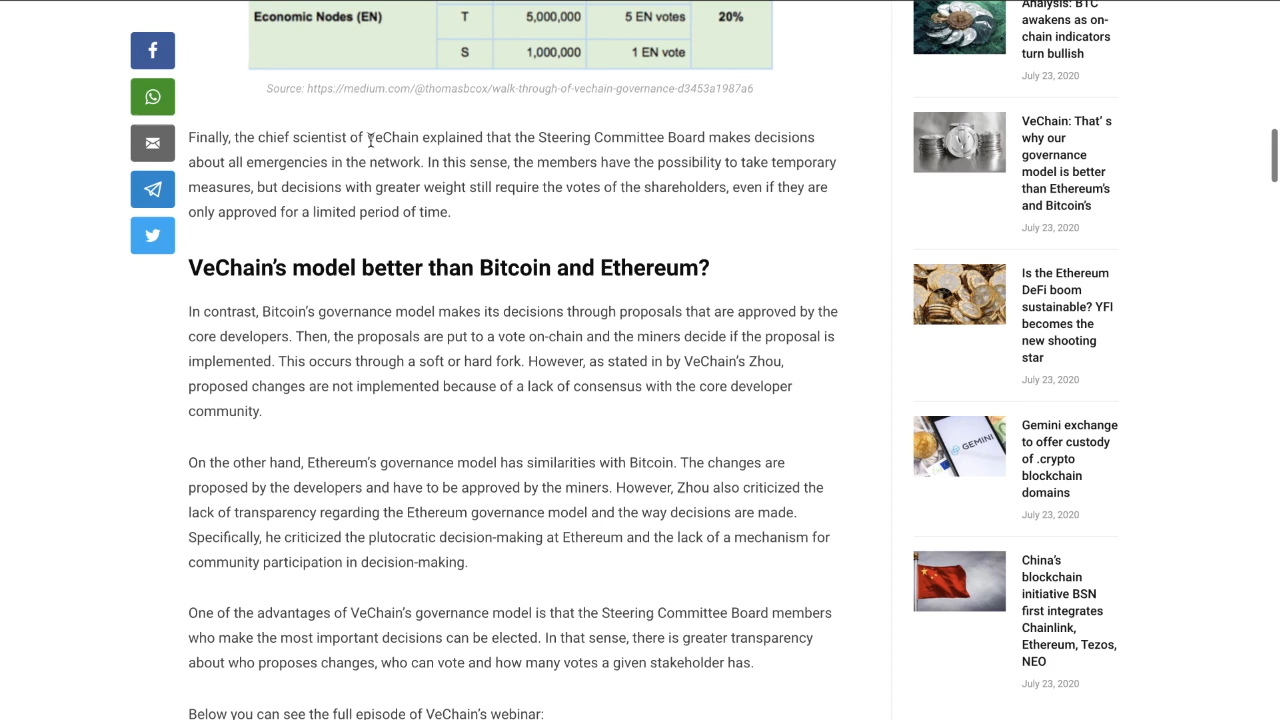 Economic Nodes (EN)
T
5,000,000
5 EN votes
20%
S
1,000,000
1 EN vote
Source: https://medium.com/@thomasbcox/walk-through-of-vechain-governance-d3453a1987a6
Finally, the chief scientist of VeChain explained that the Steering Committee Board makes decisions
about all emergencies in the network. In this sense, the members have the possibility to take temporary
measures, but decisions with greater weight still require the votes of the shareholders, even if they are
only approved for a limited period of time.
VeChain's model better than Bitcoin and Ethereum?
In contrast, Bitcoin's governance model makes its decisions through proposals that are approved by the
core developers. Then, the proposals are put to a vote on-chain and the miners decide if the proposal is
implemented. This occurs through a soft or hard fork. However, as stated in by VeChain's Zhou,
proposed changes are not implemented because of a lack of consensus with the core developer
community.
On the other hand, Ethereum's governance model has similarities with Bitcoin. The changes are
proposed by the developers and have to be approved by the miners. However, Zhou also criticized the
lack of transparency regarding the Ethereum governance model and the way decisions are made.
Specifically, he criticized the plutocratic decision-making at Ethereum and the lack of a mechanism for
community participation in decision-making.
One of the advantages of VeChain's governance model is that the Steering Committee Board members
who make the most important decisions can be elected. In that sense, there is greater transparency
about who proposes changes, who can vote and how many votes a given stakeholder has.
Below you can see the full episode of VeChain's webinar:
Analysis: BTC
awakens as on-
chain indicators
turn bullish
July 23, 2020
VeChain: That' s
why our
governance
model is better
than Ethereum's
and Bitcoin's
July 23, 2020
Is the Ethereum
DeFi boom
sustainable? YFI
becomes the
new shooting
star
July 23, 2020
GEMINI
Gemini exchange
to offer custody
of .crypto
blockchain
domains
July 23, 2020
China's
blockchain
initiative BSN
first integrates
Chainlink,
Ethereum, Tezos,
NEO
July 23, 2020